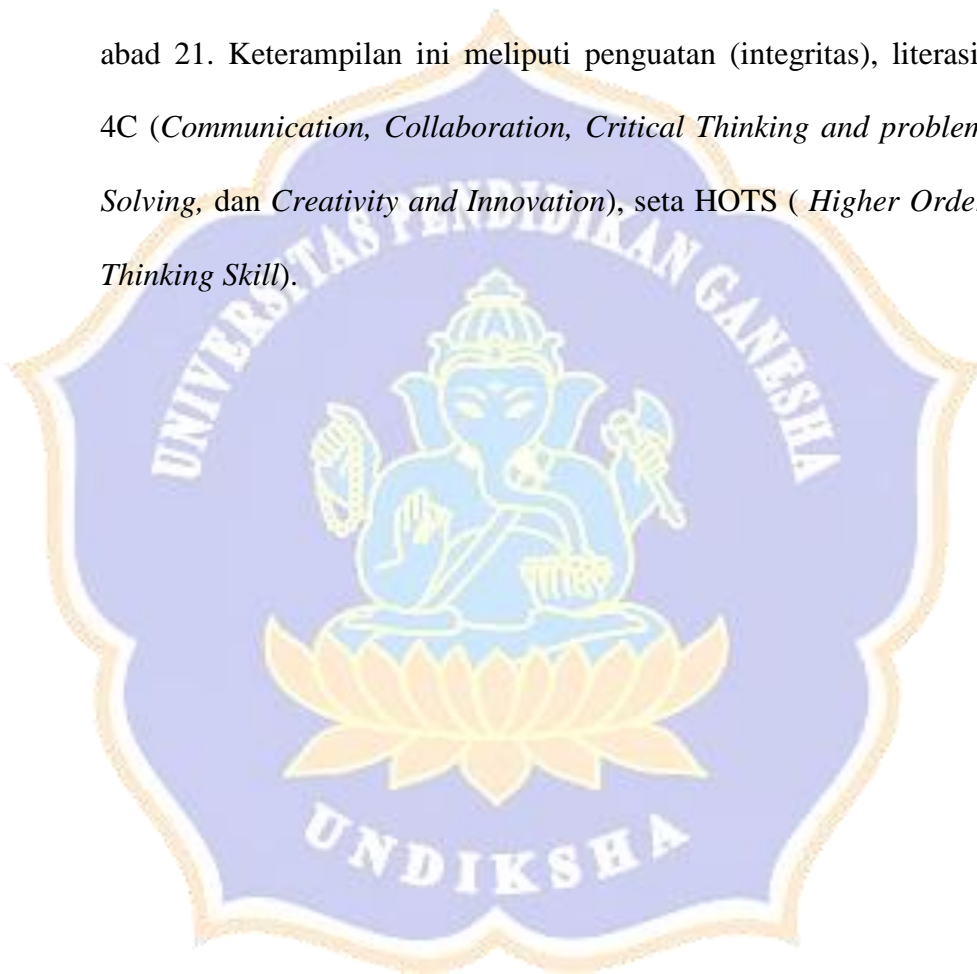 abad 21. Keterampilan ini meliputi penguatan (integritas), literasi
4C (Communication, Collaboration, Critical Thinking and problem
Solving, dan Creativity and Innovation), seta HOTS ( Higher Orde
Thinking Skill).
UNIVERSITAS PENDIDIKAN GANESHA
UNDIKSHA